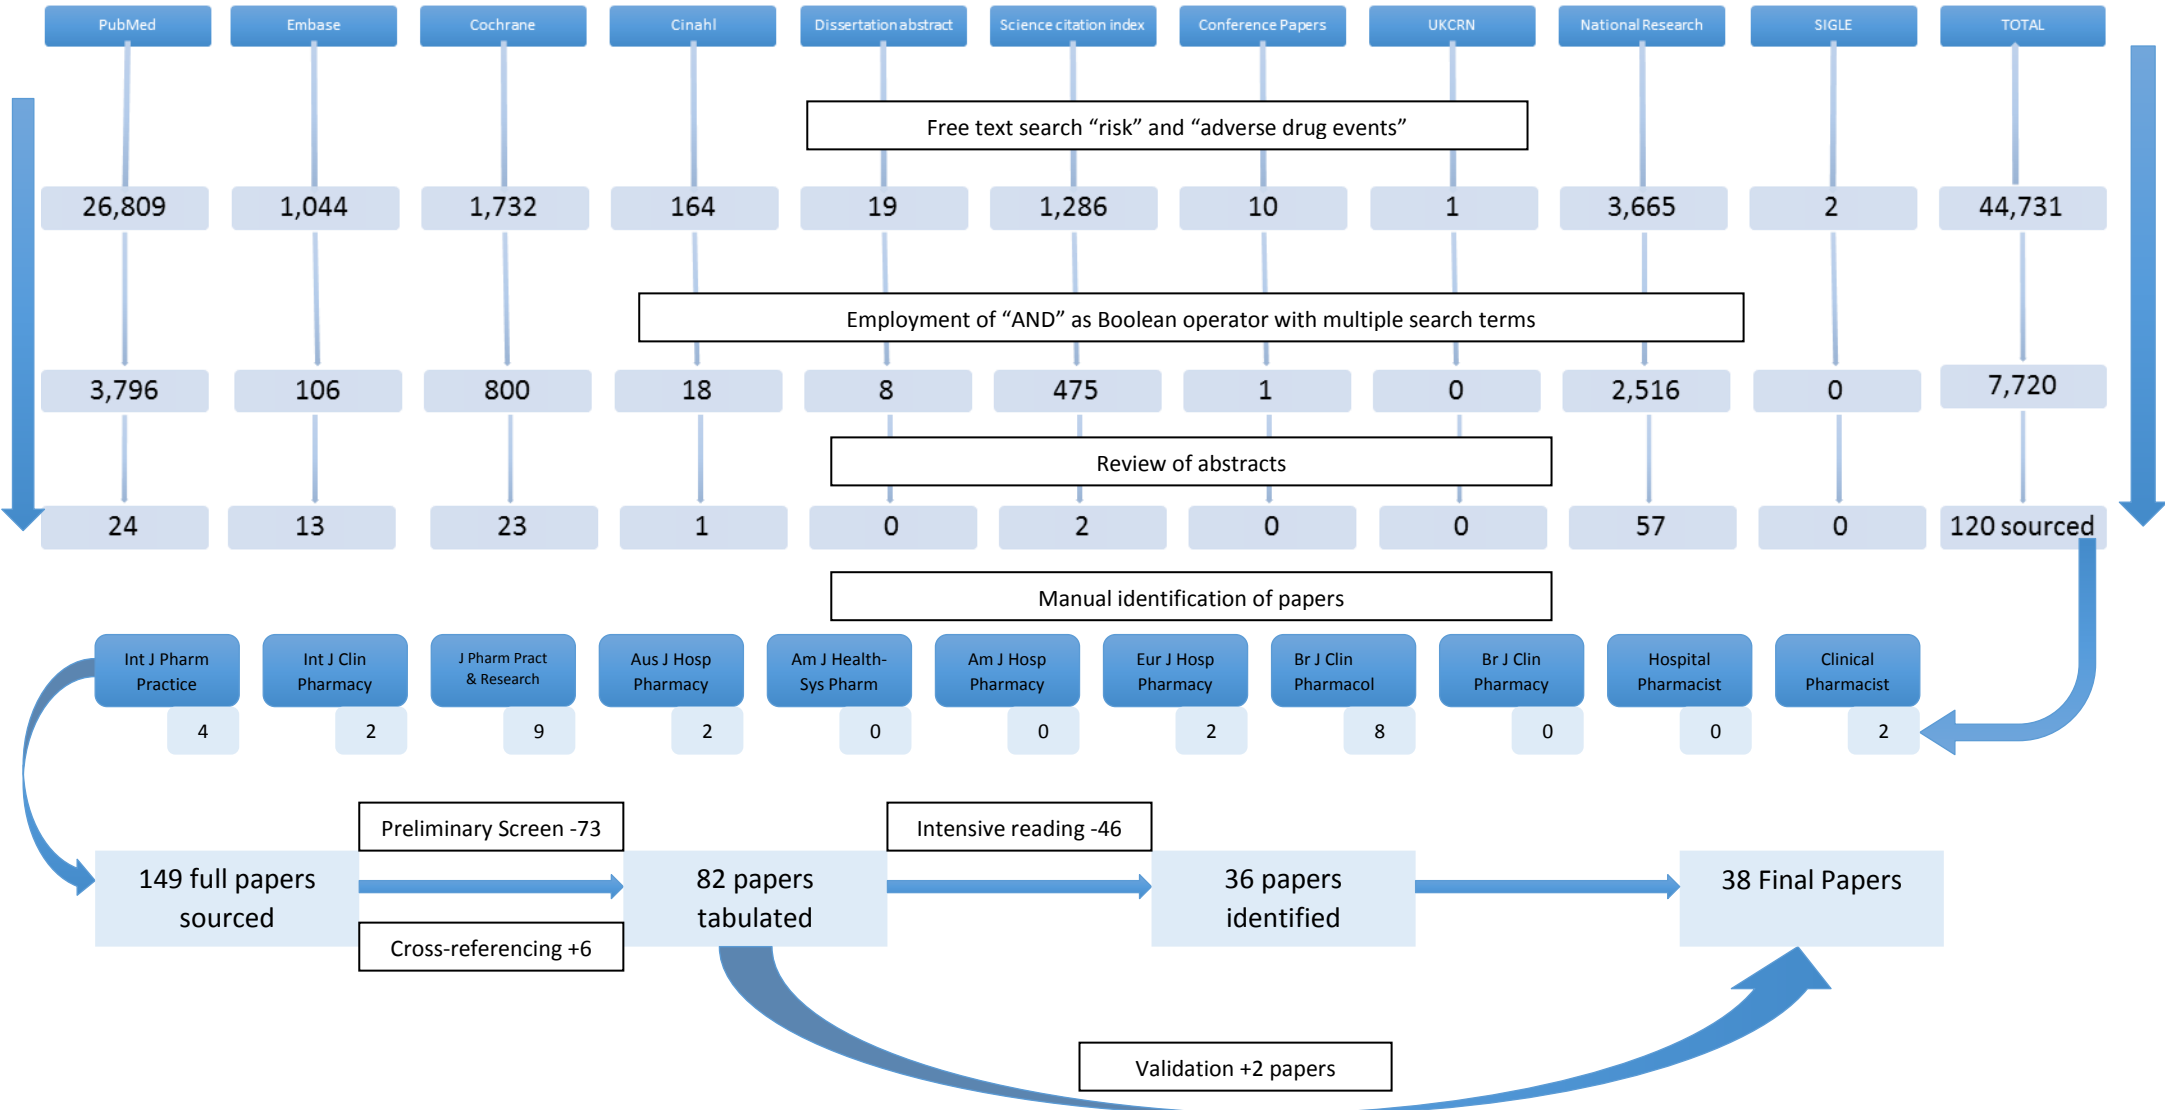 PubMed
Embase
Cochrane
Cinahl
Dissertation abstract
Science citation index
Conference Papers
UKCRN
National Research
SIGLE
TOTAL
Free text search “risk” and “adverse drug events”
26,809
1,044
1,732
164
19
1,286
10
1
3,665
2
44,731
Employment of “AND” as Boolean operator with multiple search terms
3,796
106
800
18
8
475
1
0
2,516
0
7,720
Review of abstracts
24
13
23
1
0
2
0
0
57
0
120 sourced
Manual identification of papers
Int J Pharm
Practice
4
Int J Clin
Pharmacy
2
J Pharm Pract
& Research
9
Aus J Hosp
Pharmacy
2
Am J Health-
Sys Pharm
0
Am J Hosp
Pharmacy
0
Eur J Hosp
Pharmacy
2
Br J Clin
Pharmacol
8
Br J Clin
Pharmacy
0
Hospital
Pharmacist
0
Clinical
Pharmacist
2
Preliminary Screen -73
Intensive reading -46
149 full papers
sourced
82 papers
tabulated
36 papers
identified
38 Final Papers
Cross-referencing +6
Validation +2 papers